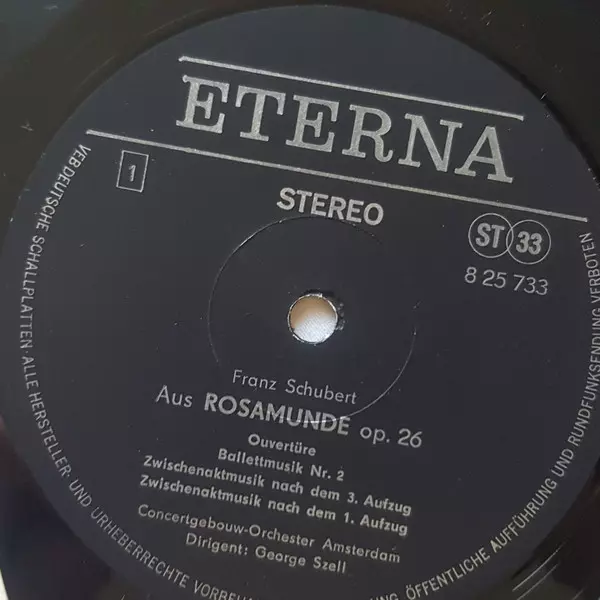 ETERNA
1
STEREO
ST 33
8 25 733
Franz Schubert
Aus ROSAMUNDE op. 26
Ouvertüre
Ballettmusik Nr. 2
Zwischenaktmusik nach dem 3. Aufzug
Zwischenaktmusik nach dem 1. Aufzug
Concertgebouw-Orchester Amsterdam
Dirigent: George Szell
VEB DEUTSCHE SCHALLPLATTEN · ALLE HERSTELLER- UND URHEBERRECHTE VORBEHA
ÖFFENTLICHE AUFFÜHRUNG UND RUNDFUNKSENDUNG VERBOTEN